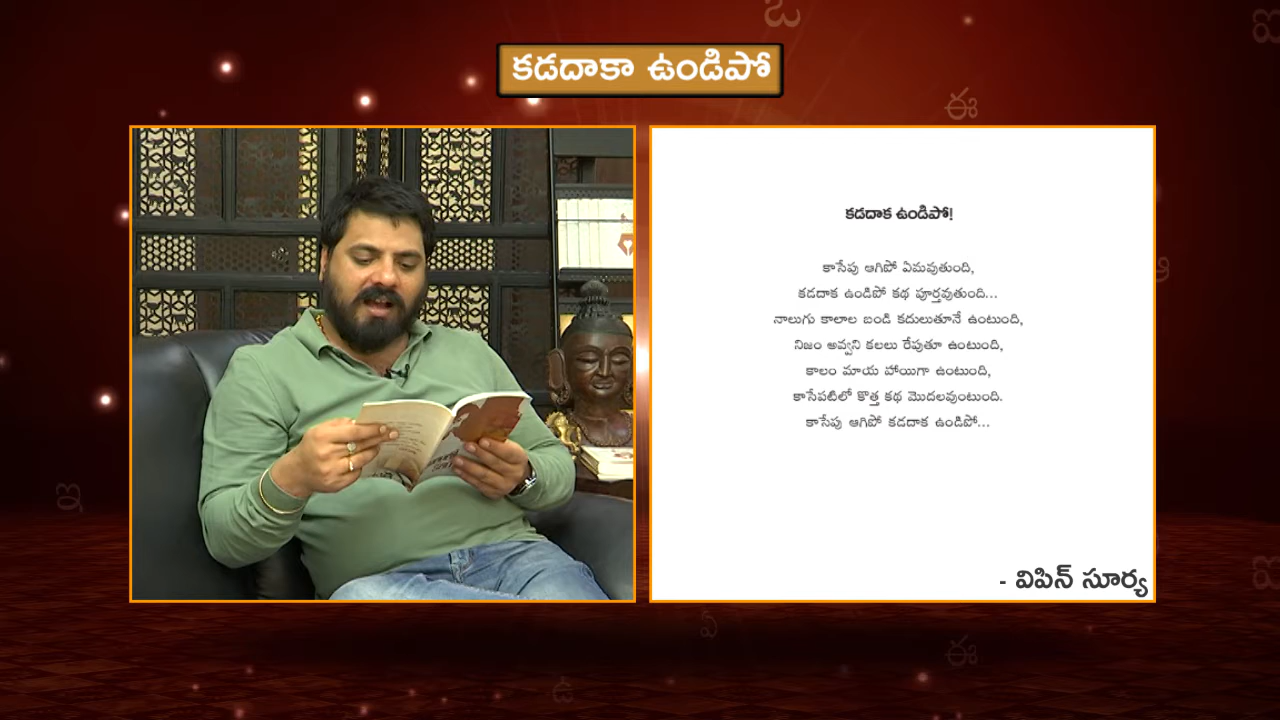 కడదాకా ఉండిపో
కడదాక ఉండిపో!
కాసేపు ఆగిపో ఏమవుతుంది,
కడదాక ఉండిపో కథ పూర్తవుతుంది...
నాలుగు కాలాల బండి కదులుతూనే ఉంటుంది,
నిజం అవ్వని కలలు రేపుతూ ఉంటుంది,
కాలం మాయ హాయిగా ఉంటుంది,
కాసేపటిలో కొత్త కథ మొదలవుంటుంది.
కాసేపు ఆగిపో కడదాక ఉండిపో...
- విపిన్ సూర్య